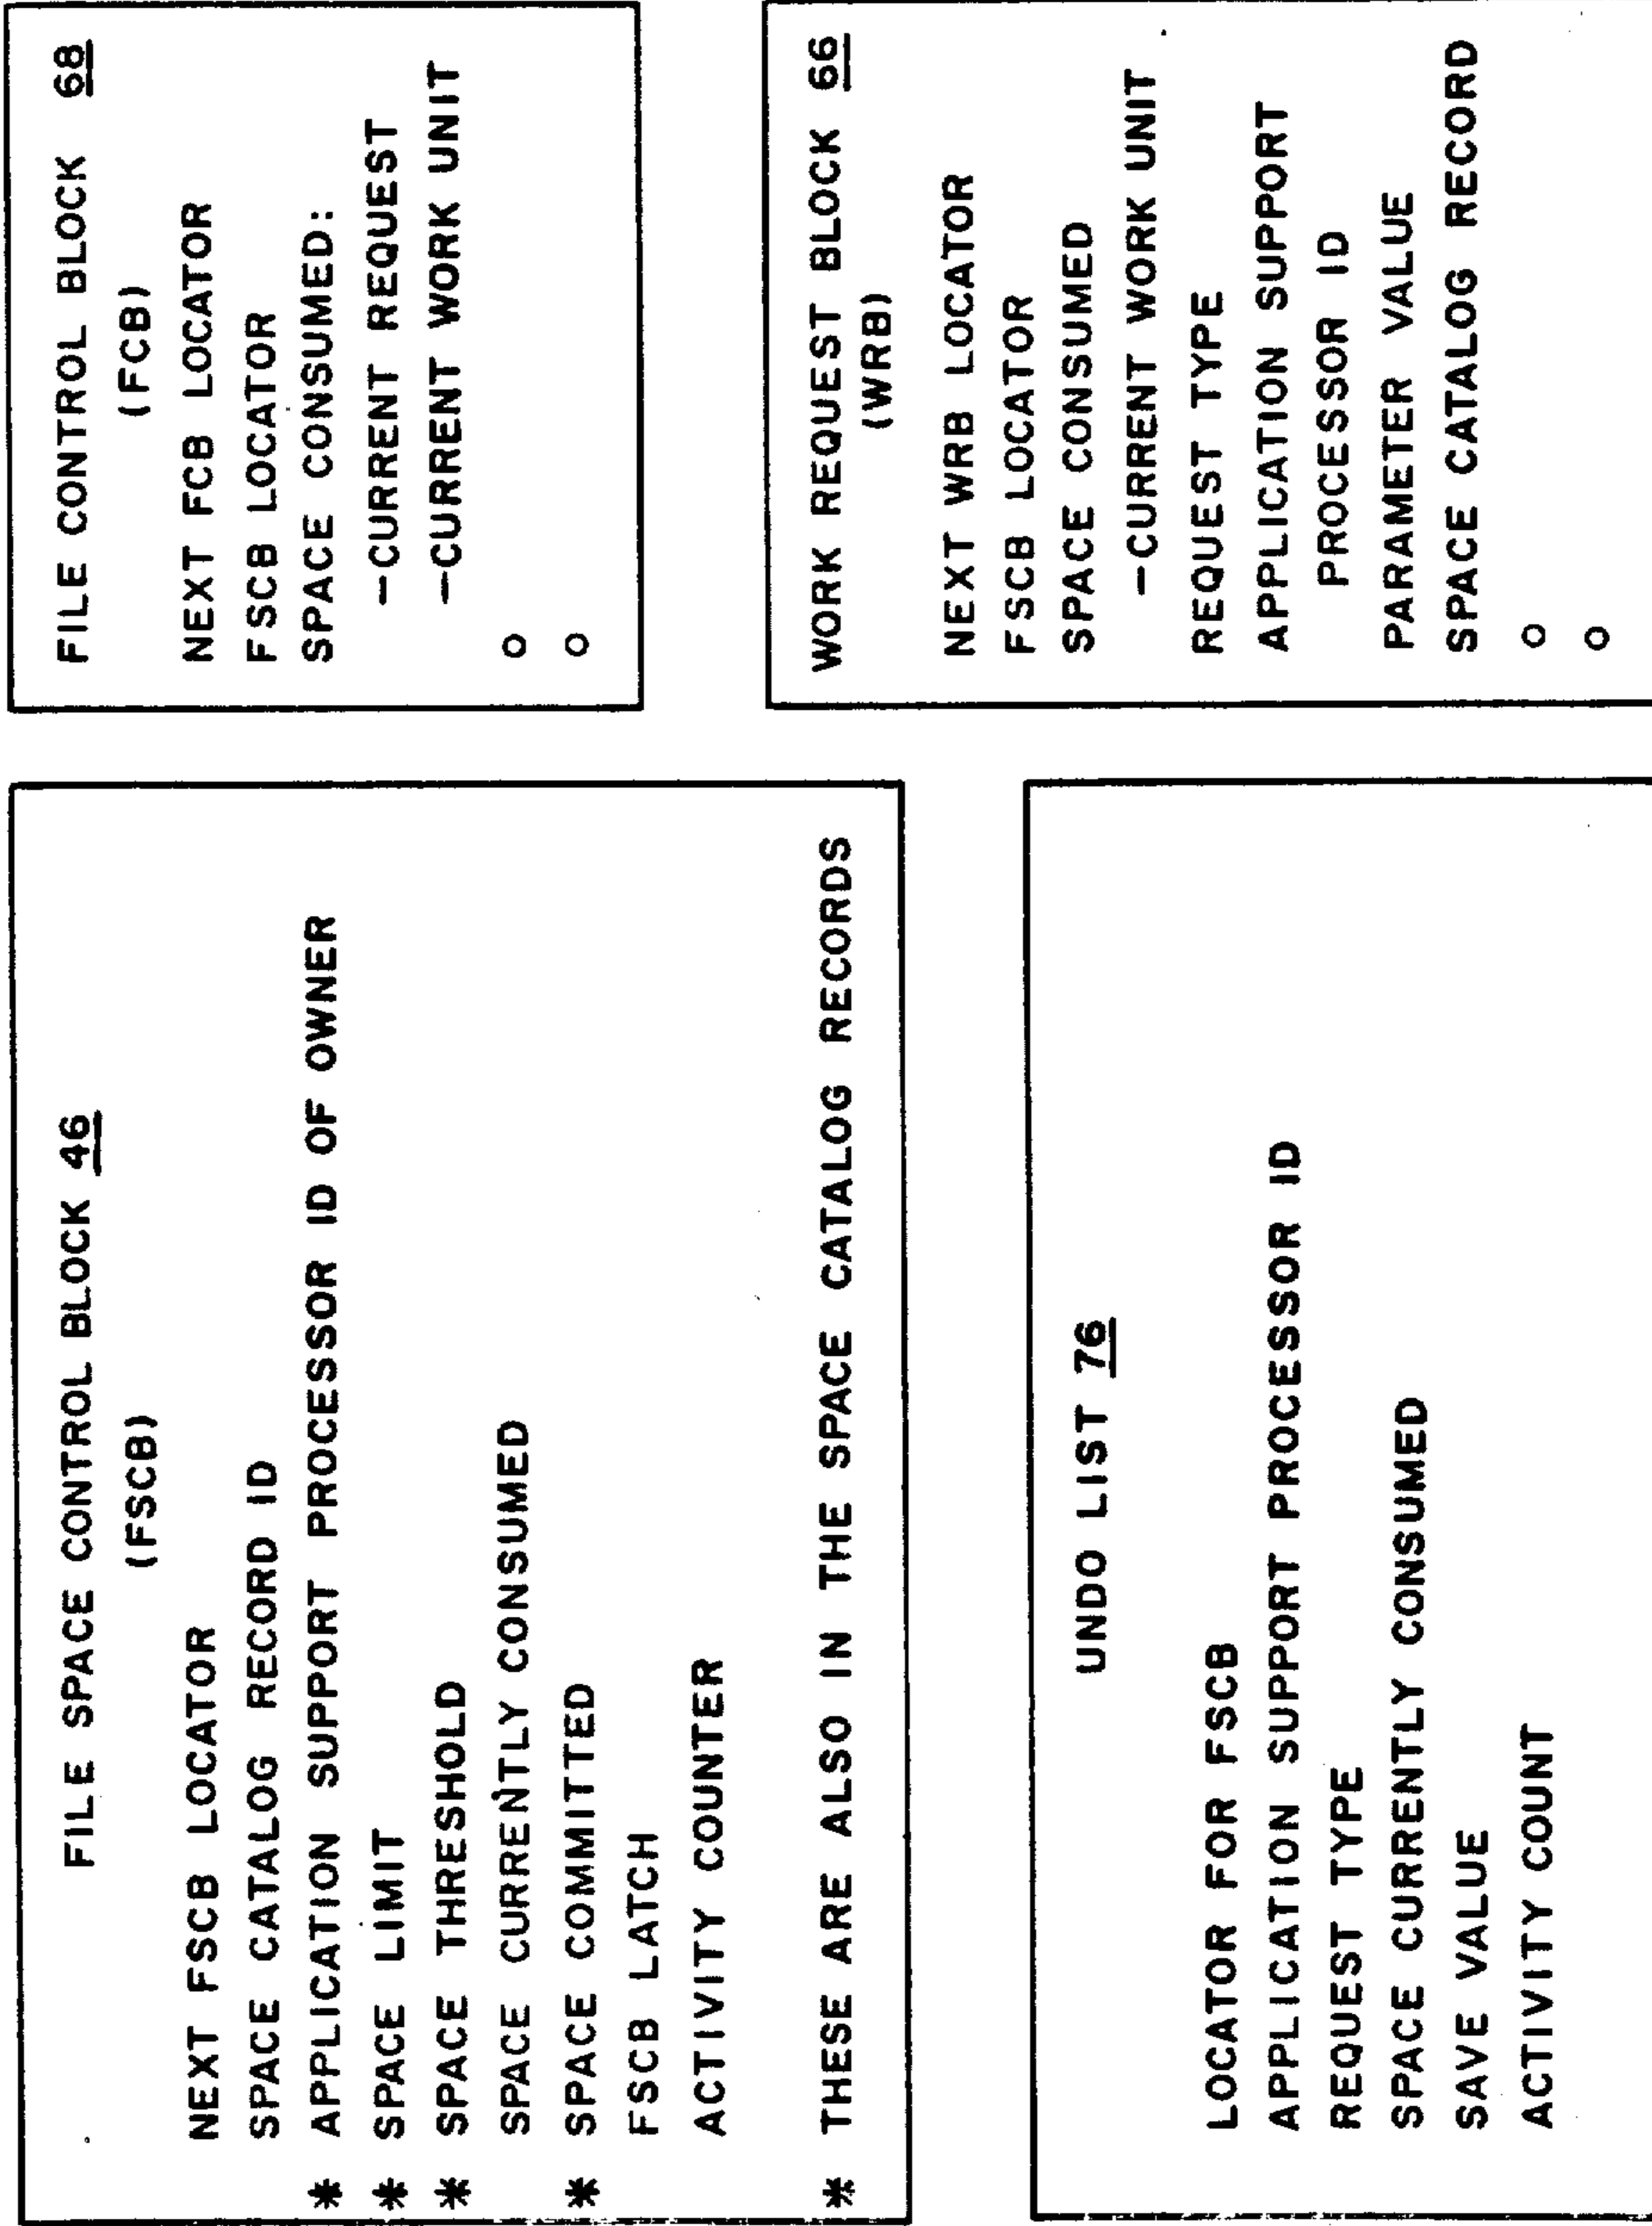 FILE SPACE CONTROL BLOCK 46
(FSCB)
NEXT FSCB LOCATOR
SPACE CATALOG RECORD ID
* APPLICATION SUPPORT PROCESSOR ID OF OWNER
* SPACE LIMIT
* SPACE THRESHOLD
SPACE CURRENTLY CONSUMED
* SPACE COMMITTED
FSCB LATCH
ACTIVITY COUNTER
* THESE ARE ALSO IN THE SPACE CATALOG RECORDS
FILE CONTROL BLOCK 68
(FCB)
NEXT FCB LOCATOR
FSCB LOCATOR
SPACE CONSUMED:
-CURRENT REQUEST
-CURRENT WORK UNIT
o
o
UNDO LIST 76
LOCATOR FOR FSCB
APPLICATION SUPPORT PROCESSOR ID
REQUEST TYPE
SPACE CURRENTLY CONSUMED
SAVE VALUE
ACTIVITY COUNT
WORK REQUEST BLOCK 66
(WRB)
NEXT WRB LOCATOR
FSCB LOCATOR
SPACE CONSUMED
-CURRENT WORK UNIT
REQUEST TYPE
APPLICATION SUPPORT
PROCESSOR ID
PARAMETER VALUE
SPACE CATALOG RECORD
o
o